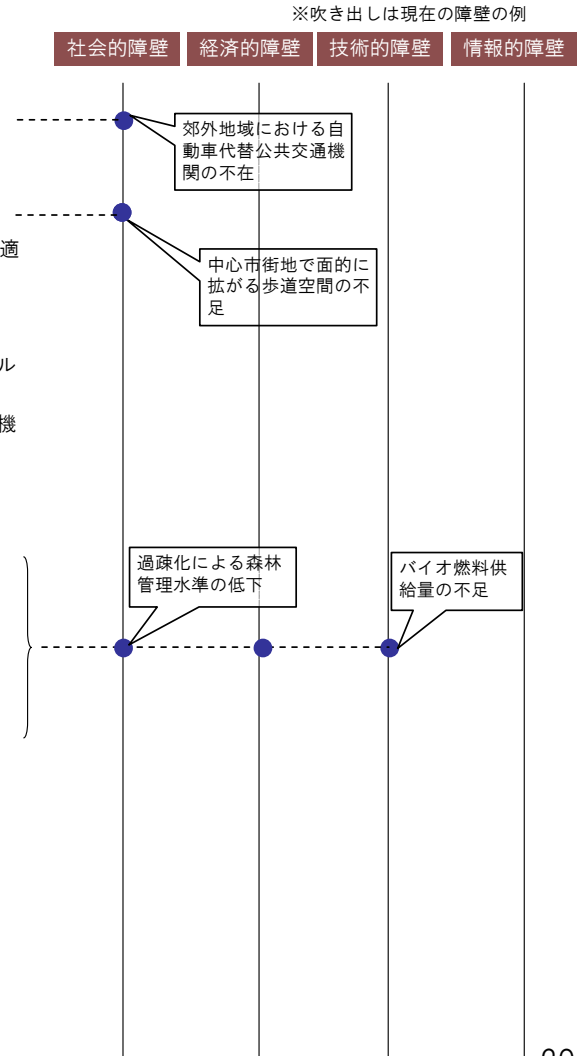 ※吹き出しは現在の障壁の例
社会的障壁 経済的障壁 技術的障壁 情報的障壁
郊外地域における自
動車代替公共交通機
関の不在
適
中心市街地で面的に
拡がる歩道空間の不
足
ル
機
過疎化による森林
管理水準の低下
バイオ燃料供
給量の不足